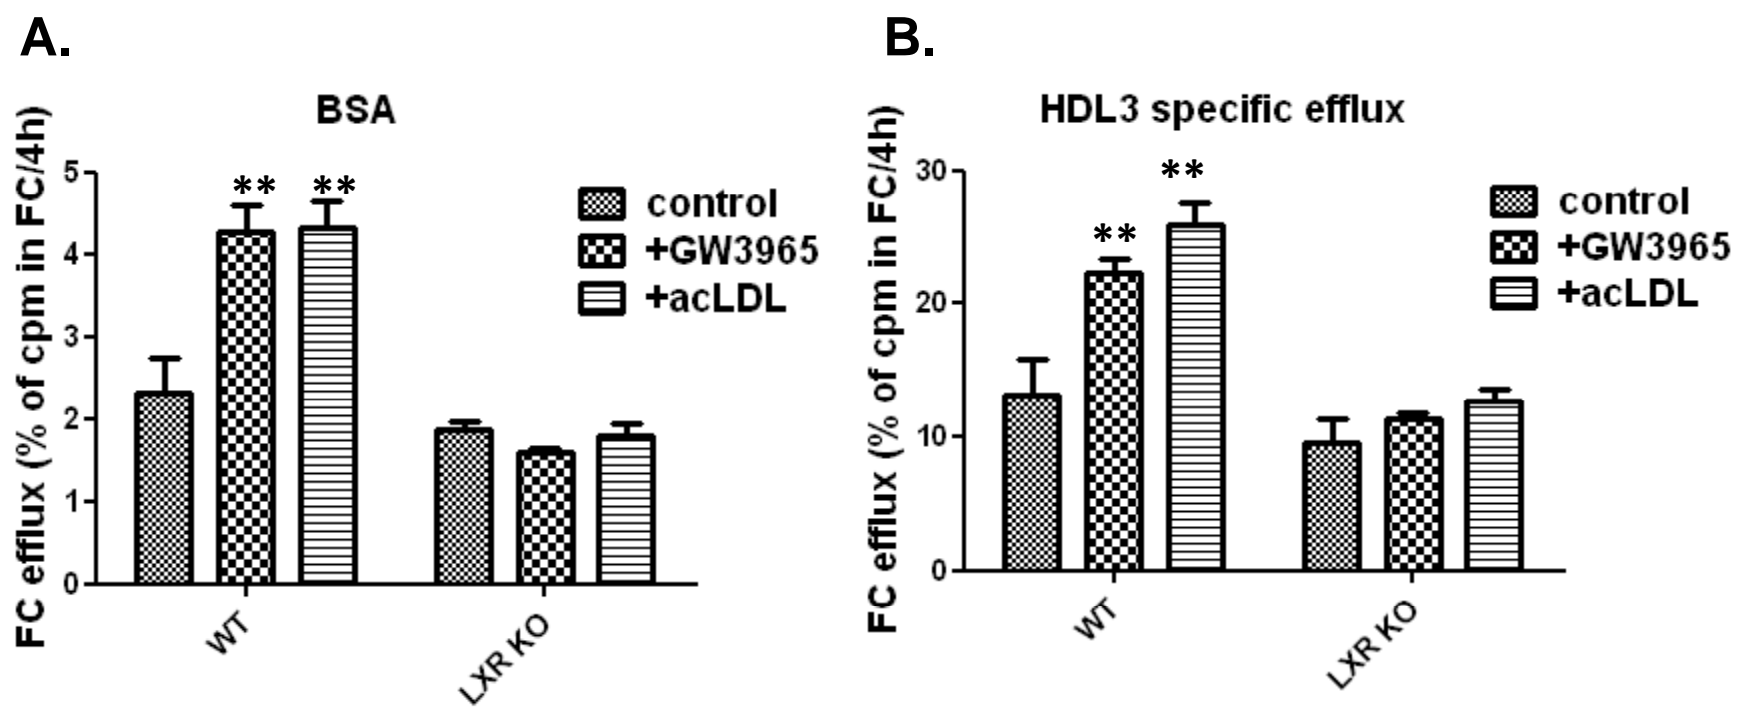 A.
BSA
FC efflux (% of cpm in FC/4h)
5
4
3
2
1
0
** **
control
+GW3965
+acLDL
WT
LXR KO
B.
HDL3 specific efflux
FC efflux (% of cpm in FC/4h)
30
20
10
0
**
**
control
+GW3965
+acLDL
WT
LXR KO